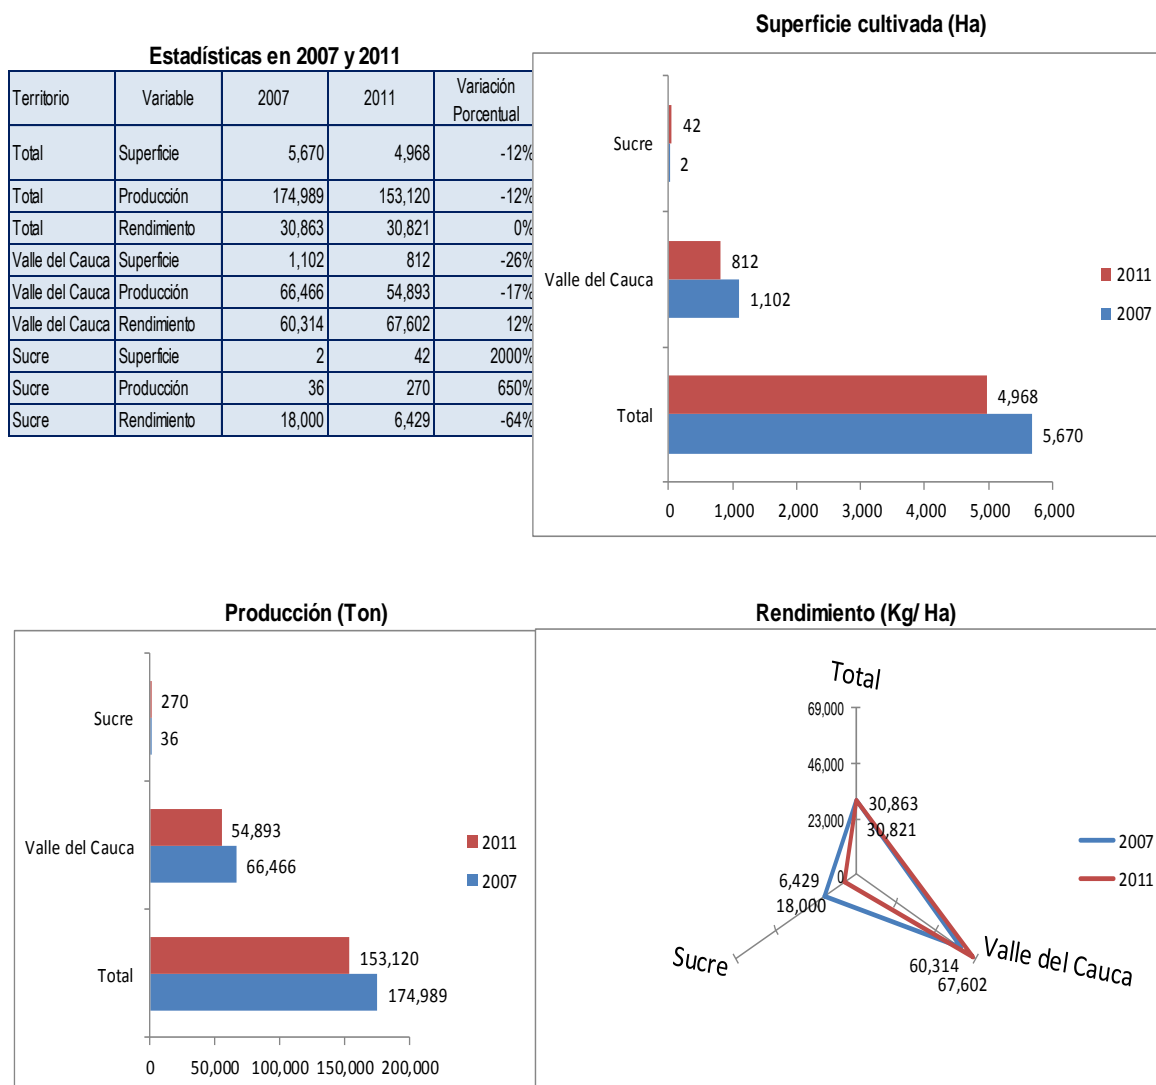 Estadísticas en 2007 y 2011
Territorio Variable 2007 2011 Variación Porcentual
Total Superficie 5,670 4,968 -12%
Total Producción 174,989 153,120 -12%
Total Rendimiento 30,863 30,821 0%
Valle del Cauca Superficie 1,102 812 -26%
Valle del Cauca Producción 66,466 54,893 -17%
Valle del Cauca Rendimiento 60,314 67,602 12%
Sucre Superficie 2 42 2000%
Sucre Producción 36 270 650%
Sucre Rendimiento 18,000 6,429 -64%
Superficie cultivada (Ha)
42
Sucre
2
812
Valle del Cauca
1,102
2011
2007
4,968
Total
5,670
0 1,000 2,000 3,000 4,000 5,000 6,000
Producción (Ton)
270
Sucre
36
54,893
Valle del Cauca
66,466
2011
2007
153,120
Total
174,989
0 50,000 100,000 150,000 200,000
Rendimiento (Kg/ Ha)
Total
69,000
46,000
30,863
23,000
30,821
2007
2011
0
6,429
18,000
Sucre
Valle del Cauca
60,314
67,602